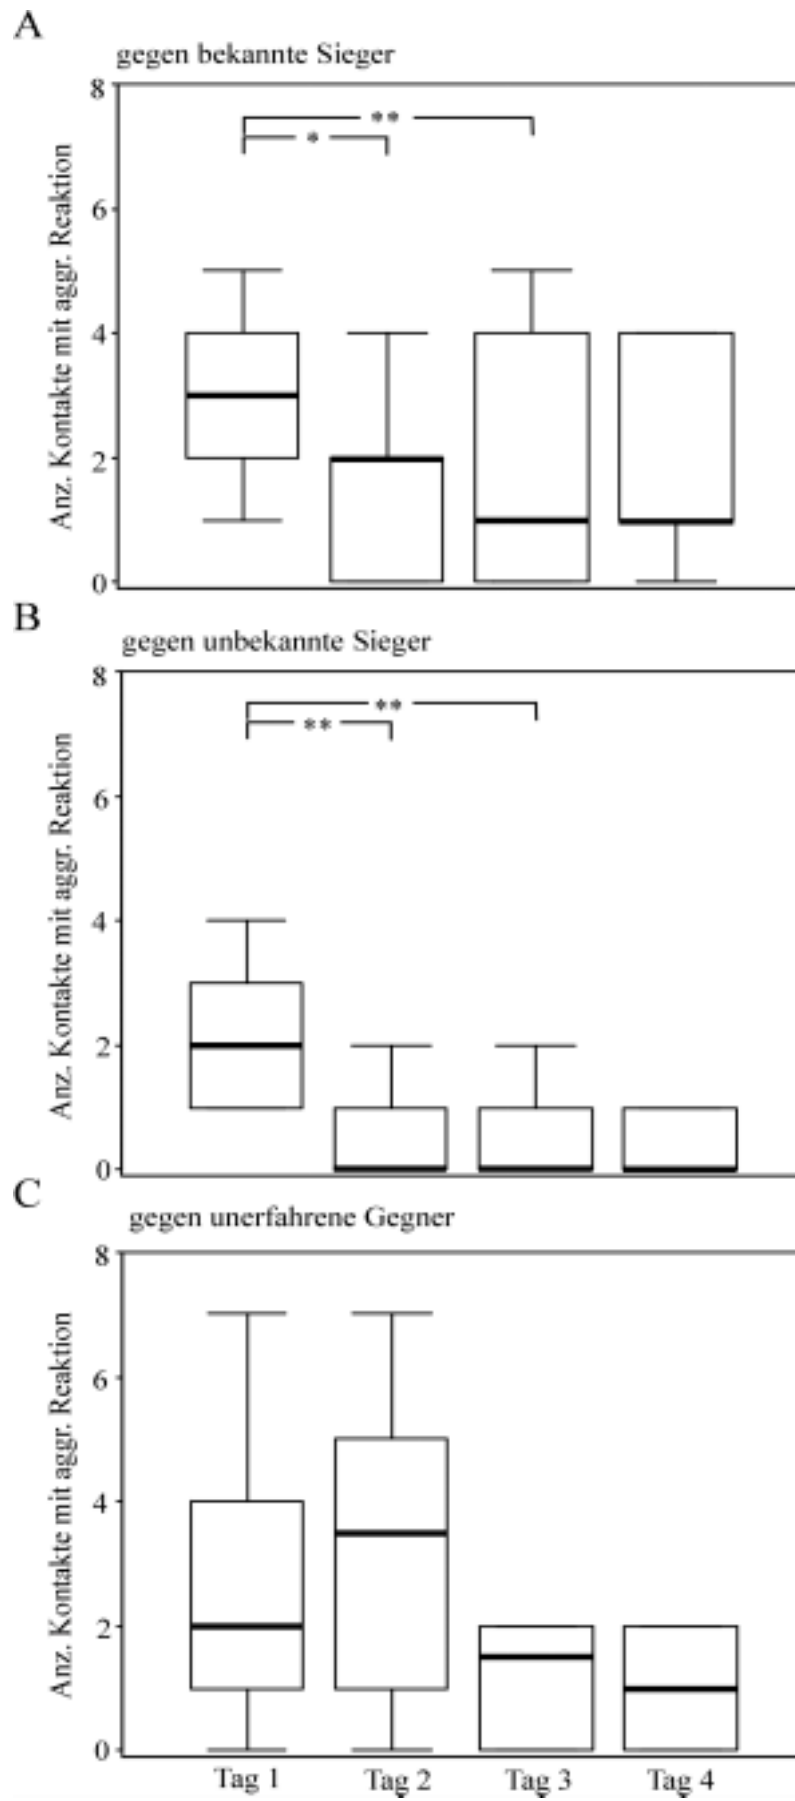 A
gegen bekannte Sieger
Anz. Kontakte mit aggr. Reaktion
8
6
4
2
0
**
*
B
gegen unbekannte Sieger
Anz. Kontakte mit aggr. Reaktion
8
6
4
2
0
**
**
C
gegen unerfahrene Gegner
Anz. Kontakte mit aggr. Reaktion
8
6
4
2
0
Tag 1 Tag 2 Tag 3 Tag 4